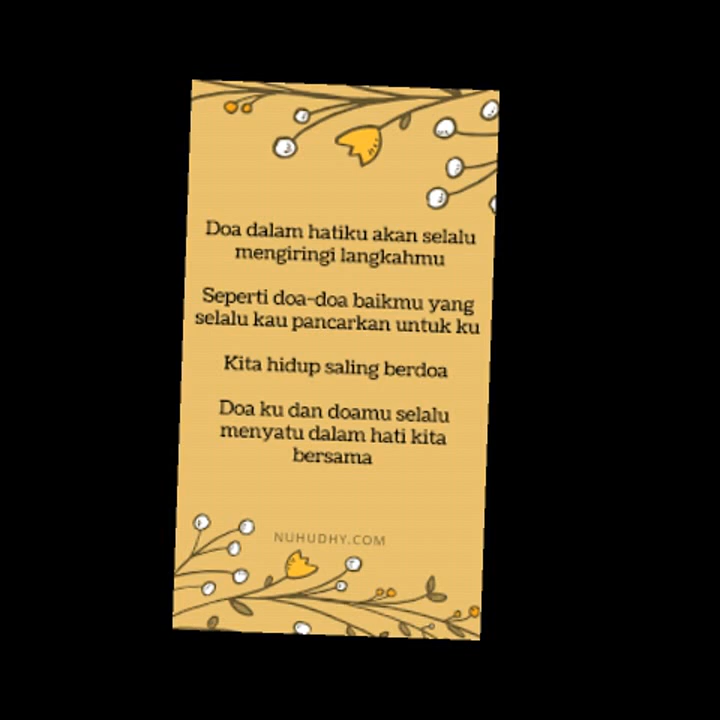 Doa dalam hatiku akan selalu
mengiringi langkahmu
Seperti doa-doa baikmu yang
selalu kau pancarkan untuk ku
Kita hidup saling berdoa
Doa ku dan doamu selalu
menyatu dalam hati kita
bersama
NUHUDHY.COM